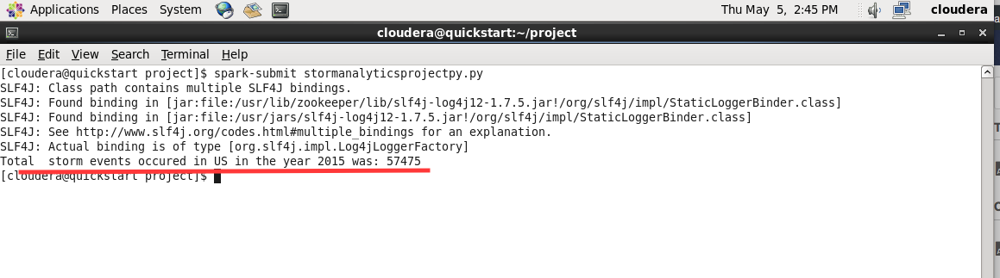 Applications Places System Thu May 5, 2:45 PM cloudera
cloudera@quickstart:~/project
File Edit View Search Terminal Help
[cloudera@quickstart project]$ spark-submit stormanalyticsprojectpy.py
SLF4J: Class path contains multiple SLF4J bindings.
SLF4J: Found binding in [jar:file:/usr/lib/zookeeper/lib/slf4j-log4j12-1.7.5.jar!/org/slf4j/impl/StaticLoggerBinder.class]
SLF4J: Found binding in [jar:file:/usr/jars/slf4j-log4j12-1.7.5.jar!/org/slf4j/impl/StaticLoggerBinder.class]
SLF4J: See http://www.slf4j.org/codes.html#multiple_bindings for an explanation.
SLF4J: Actual binding is of type [org.slf4j.impl.Log4jLoggerFactory]
Total  storm events occured in US in the year 2015 was: 57475
[cloudera@quickstart project]$